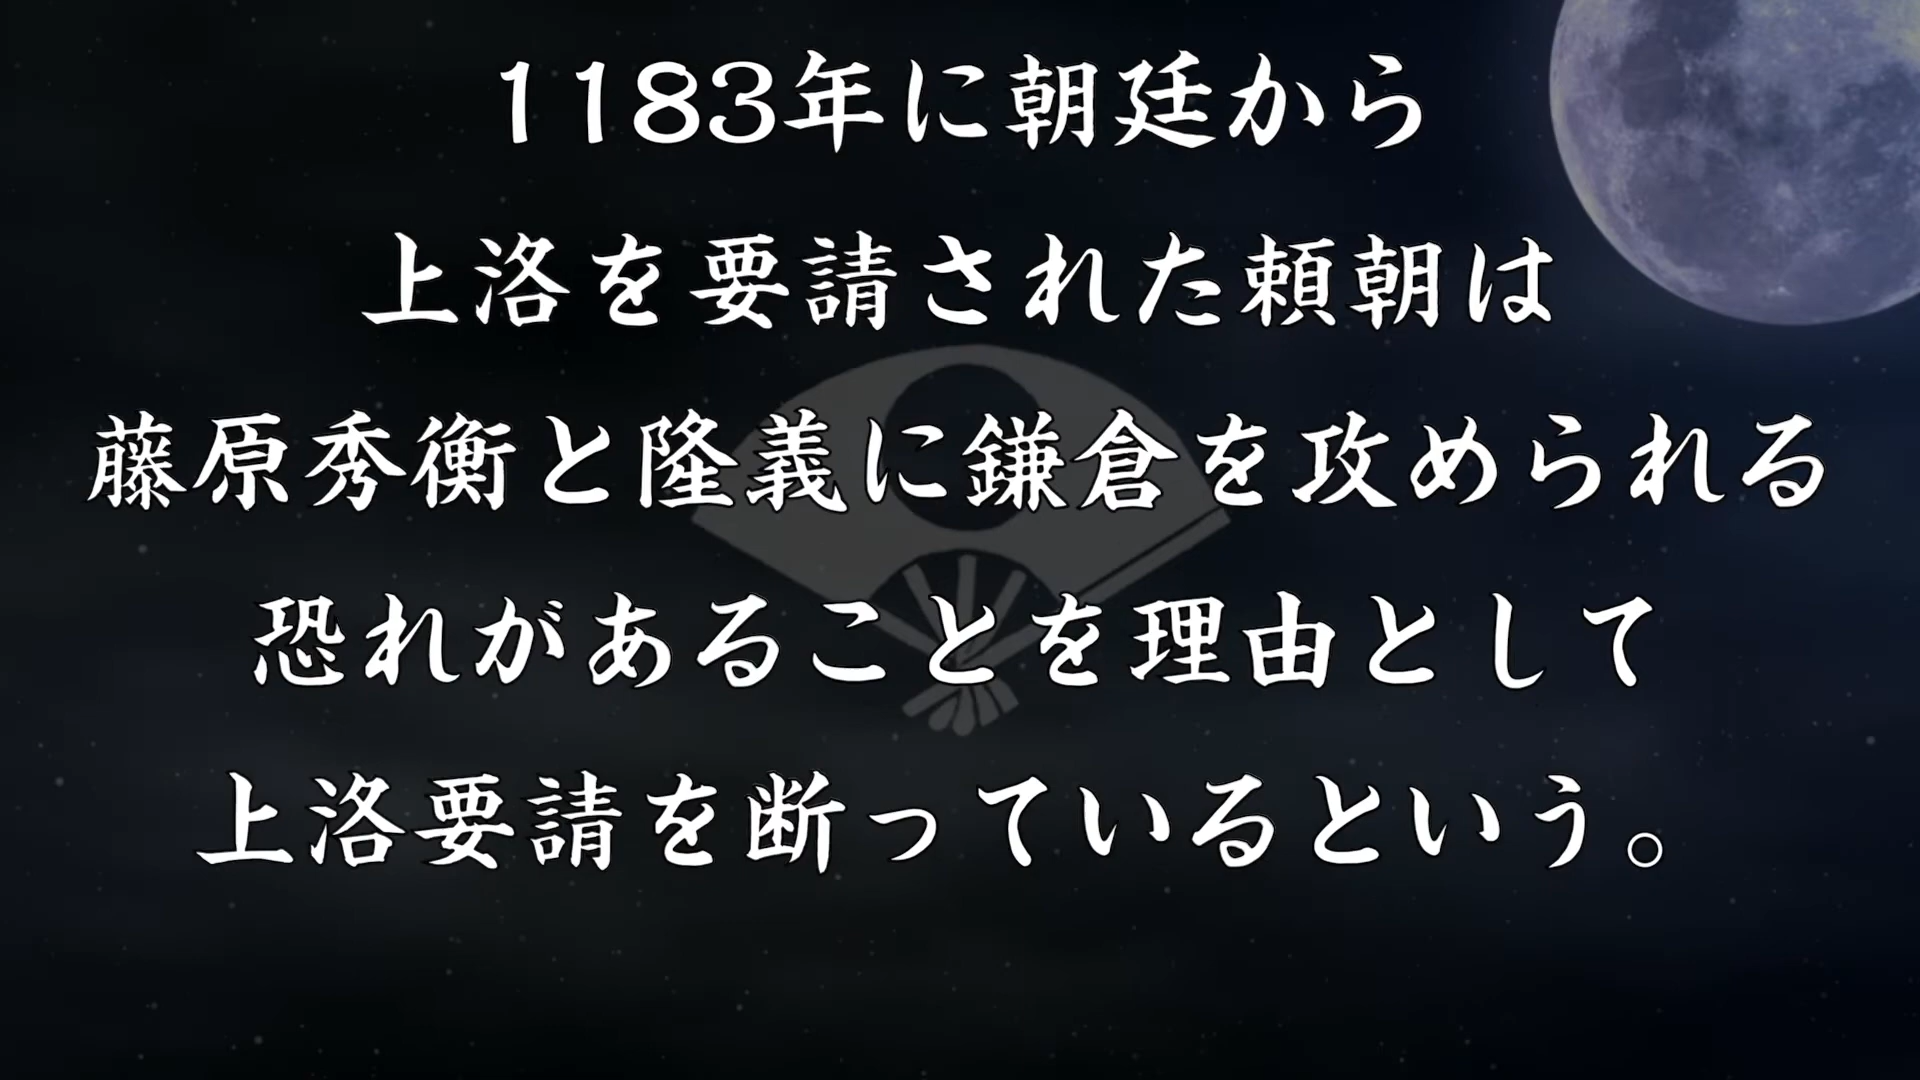 1183年に朝廷から
上洛を要請された頼朝は
藤原秀衡と隆義に鎌倉を攻められる
恐れがあることを理由として
上洛要請を断っているという。